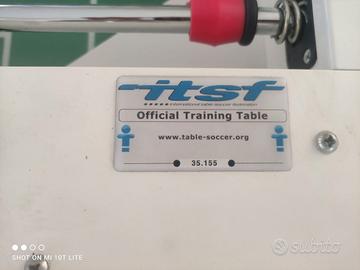 itsf
international table soccer federation
Official Training Table
www.table-soccer.org
35.155
SHOT ON MI 10T LITE
subito